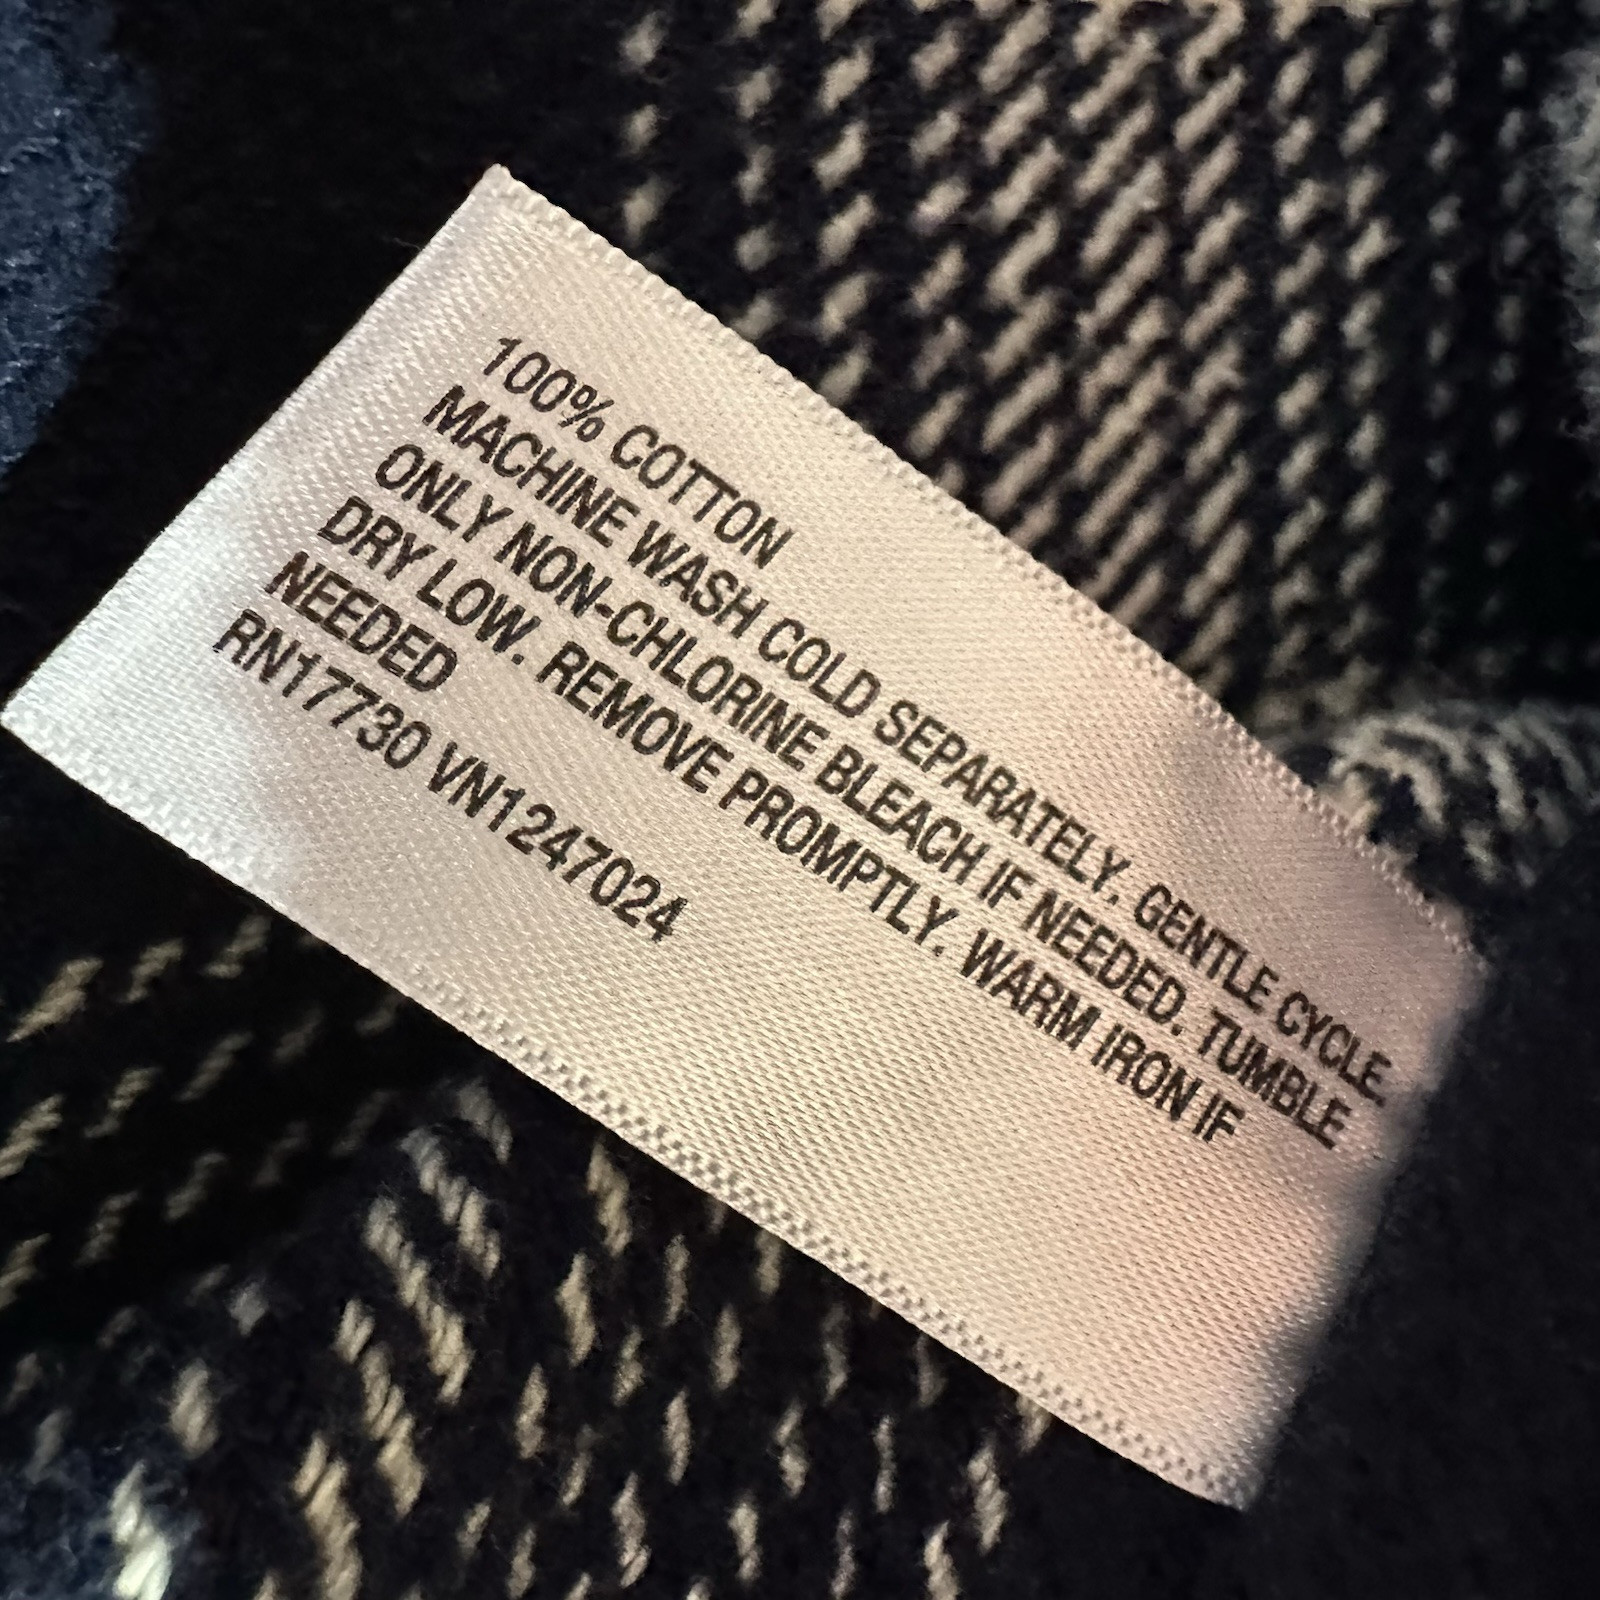 100% COTTON
MACHINE WASH COLD SEPARATELY. GENTLE CYCLE.
ONLY NON-CHLORINE BLEACH IF NEEDED. TUMBLE
DRY LOW. REMOVE PROMPTLY. WARM IRON IF
NEEDED
RN17730 VN1247024